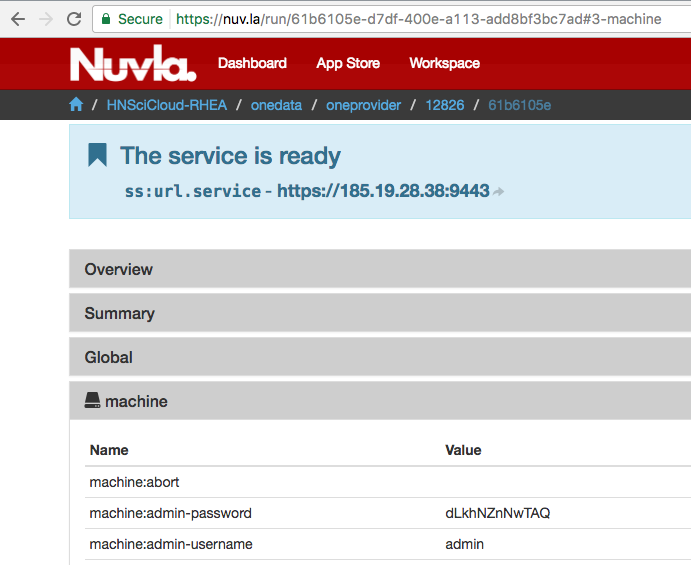 Secure https://nuv.la/run/61b6105e-d7df-400e-a113-add8bf3bc7ad#3-machine
Nuvla. Dashboard App Store Workspace
/ HNSciCloud-RHEA / onedata / oneprovider / 12826 / 61b6105e
The service is ready
ss:url.service - https://185.19.28.38:9443
Overview
Summary
Global
machine
Name Value
machine:abort
machine:admin-password dLkhNZnNwTAQ
machine:admin-username admin